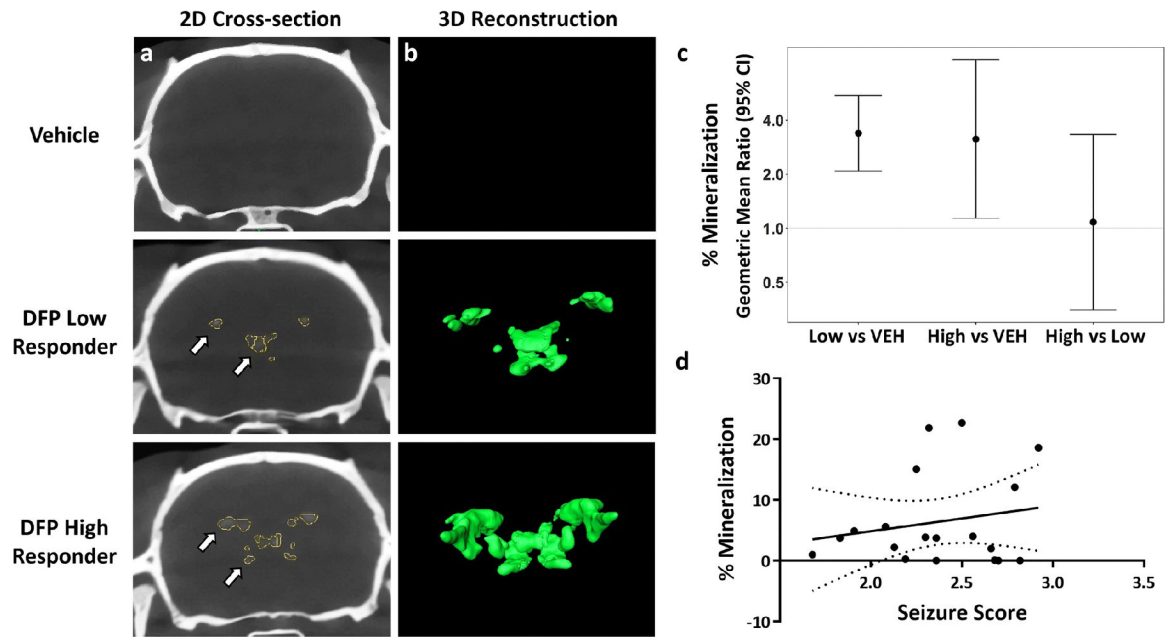 2D Cross-section
3D Reconstruction
a
b
Vehicle
DFP Low
Responder
DFP High
Responder
c
% Mineralization
Geometric Mean Ratio (95% CI)
4.0
2.0
1.0
0.5
Low vs VEH
High vs VEH
High vs Low
d
% Mineralization
30
20
10
0
-10
2.0
2.5
3.0
3.5
Seizure Score